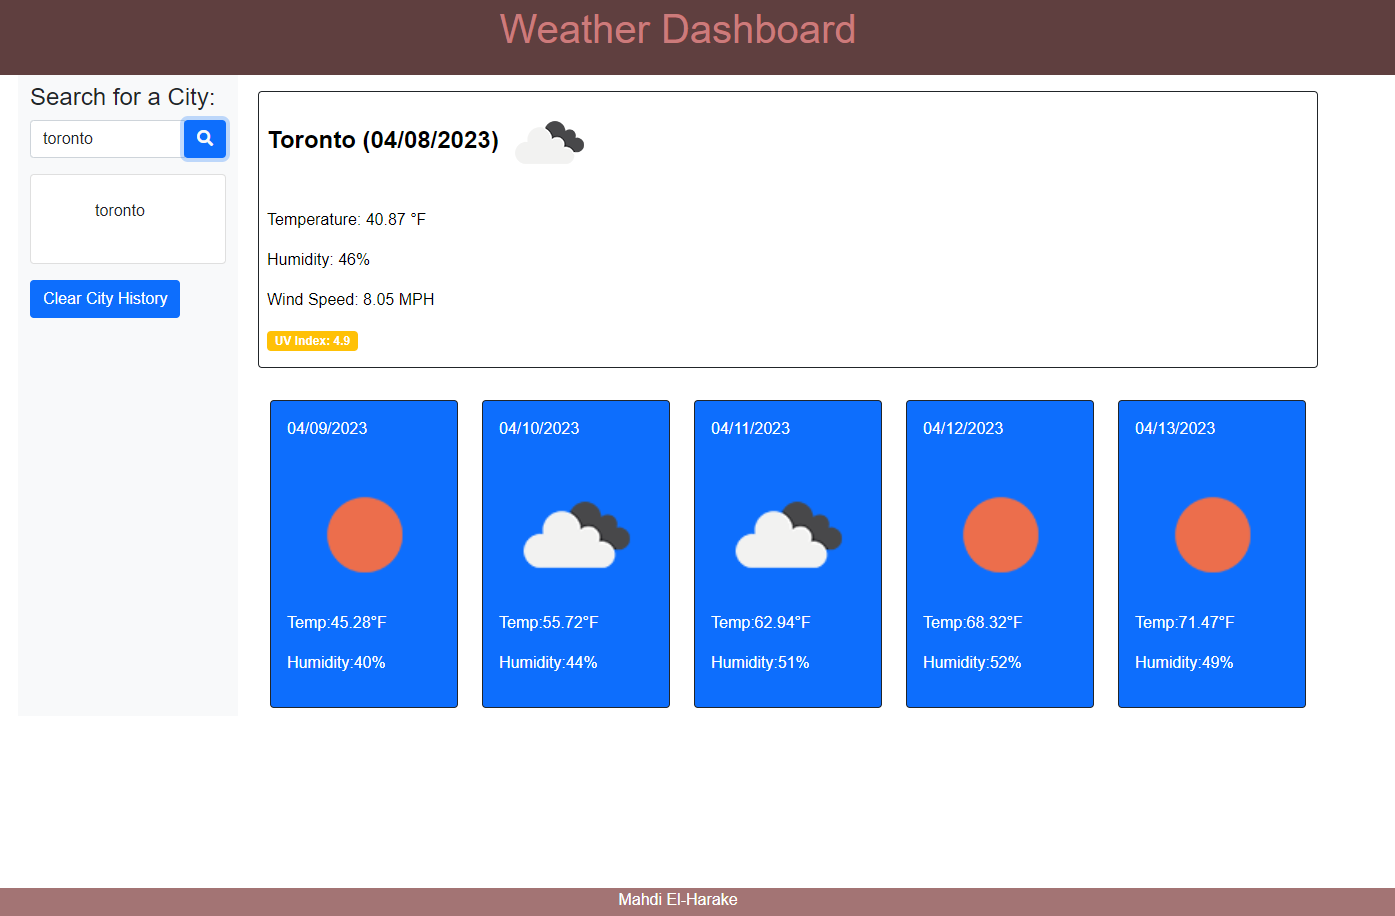 Weather Dashboard
Search for a City:
toronto
toronto
Clear City History
Toronto (04/08/2023)
Temperature: 40.87 °F
Humidity: 46%
Wind Speed: 8.05 MPH
UV Index: 4.9
04/09/2023
Temp:45.28°F
Humidity:40%
04/10/2023
Temp:55.72°F
Humidity:44%
04/11/2023
Temp:62.94°F
Humidity:51%
04/12/2023
Temp:68.32°F
Humidity:52%
04/13/2023
Temp:71.47°F
Humidity:49%
Mahdi El-Harake